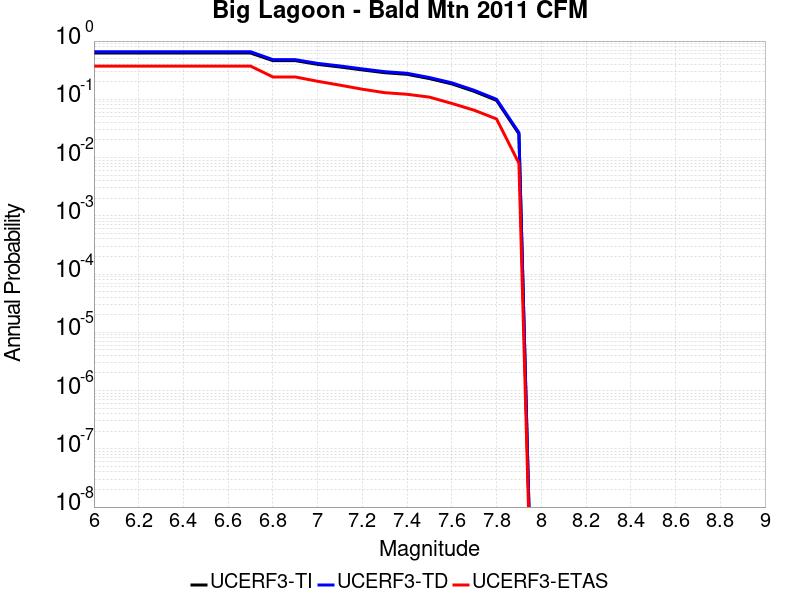 Big Lagoon - Bald Mtn 2011 CFM
10^0
10^-1
10^-2
10^-3
10^-4
10^-5
10^-6
10^-7
10^-8
Annual Probability
6 6.2 6.4 6.6 6.8 7 7.2 7.4 7.6 7.8 8 8.2 8.4 8.6 8.8 9
Magnitude
UCERF3-TI UCERF3-TD UCERF3-ETAS